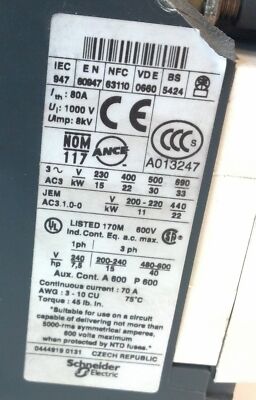 IEC EN NFC VDE BS
947 60947 63110 0660 5424
Ith : 80A
Ui : 1000 V
Uimp: 8kV
CE
NOM
117
ANCE
CCC
A013247
3~ V 230 400 500 690
AC3 kW 15 22 30 33
JEM V 200-220 440
AC3.1.0-0 kW 11 22
UL LISTED 170M 600V
Ind. Cont. Eq. a.c. max.
1ph 3 ph
V 240 200-240 480-600
hp 7,5 15 40
Aux. Cont. A 600 P 600
Continuous current : 70 A
AWG : 3 - 10 CU 75°C
Torque : 45 lb. in.
"Suitable for use on a circuit
capable of delivering not more than
5000-rms symmetrical amperes,
600 volts maximum
when protected by NTD fuses."
0444919 0131 CZECH REPUBLIC
Schneider
Electric